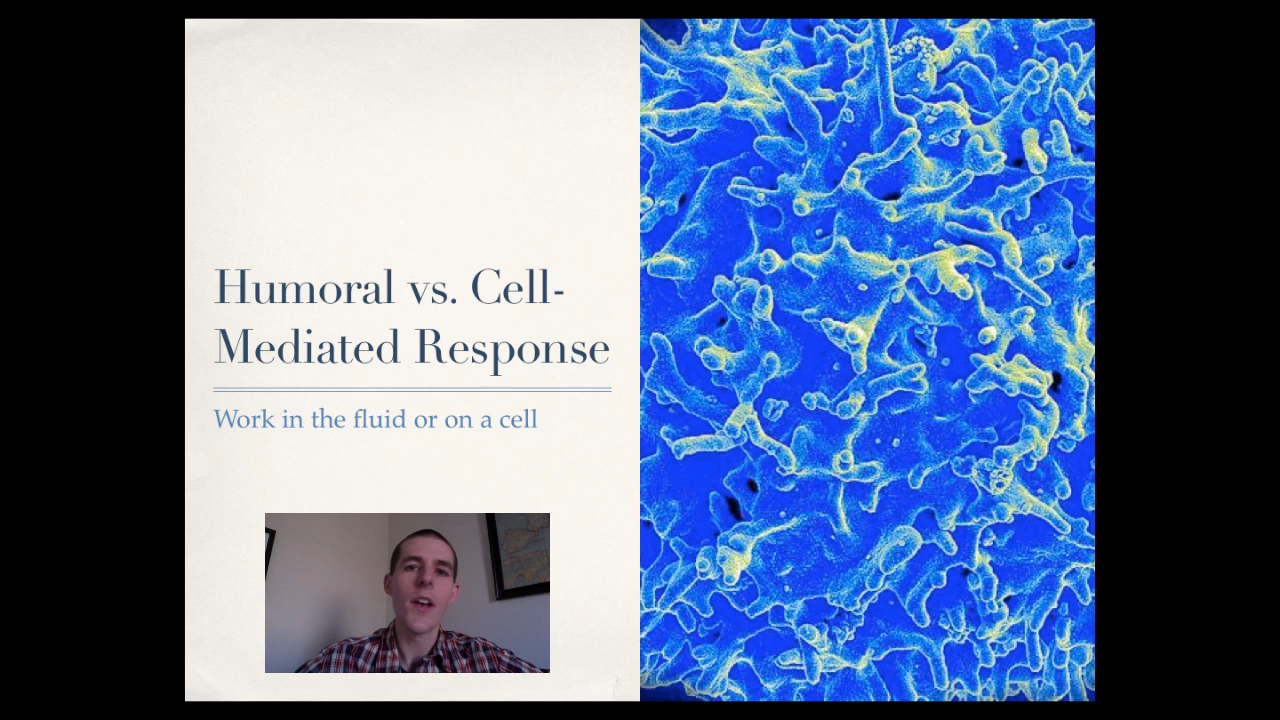 Humoral vs. Cell-
Mediated Response
Work in the fluid or on a cell